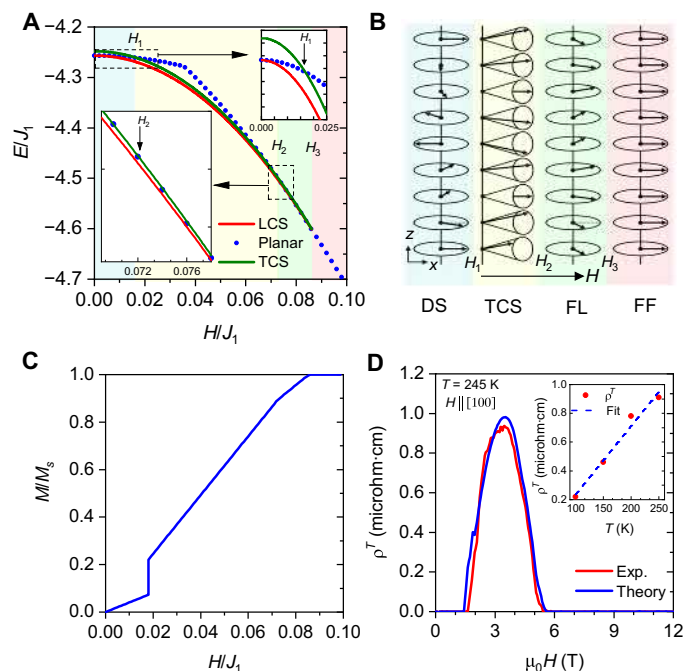 A
E/J₁
-4.2
-4.3
-4.4
-4.5
-4.6
-4.7
0.00 0.02 0.04 0.06 0.08 0.10
H/J₁
H₁
H₁
0.000 0.025
H₂
0.072 0.076
H₂
H₃
LCS
Planar
TCS
B
z
x
H₁ H₂ H₃
H
DS TCS FL FF
C
M/Mₛ
1.0
0.8
0.6
0.4
0.2
0.0
0.00 0.02 0.04 0.06 0.08 0.10
H/J₁
D
ρᵀ (microhm·cm)
1.4
1.2
1.0
0.8
0.6
0.4
0.2
0.0
0 3 6 9 12
μ₀H (T)
T = 245 K
H || [100]
ρᵀ (microhm·cm)
1.0
0.8
0.6
0.4
0.2
ρᵀ
Fit
100 150 200 250
T (K)
Exp.
Theory